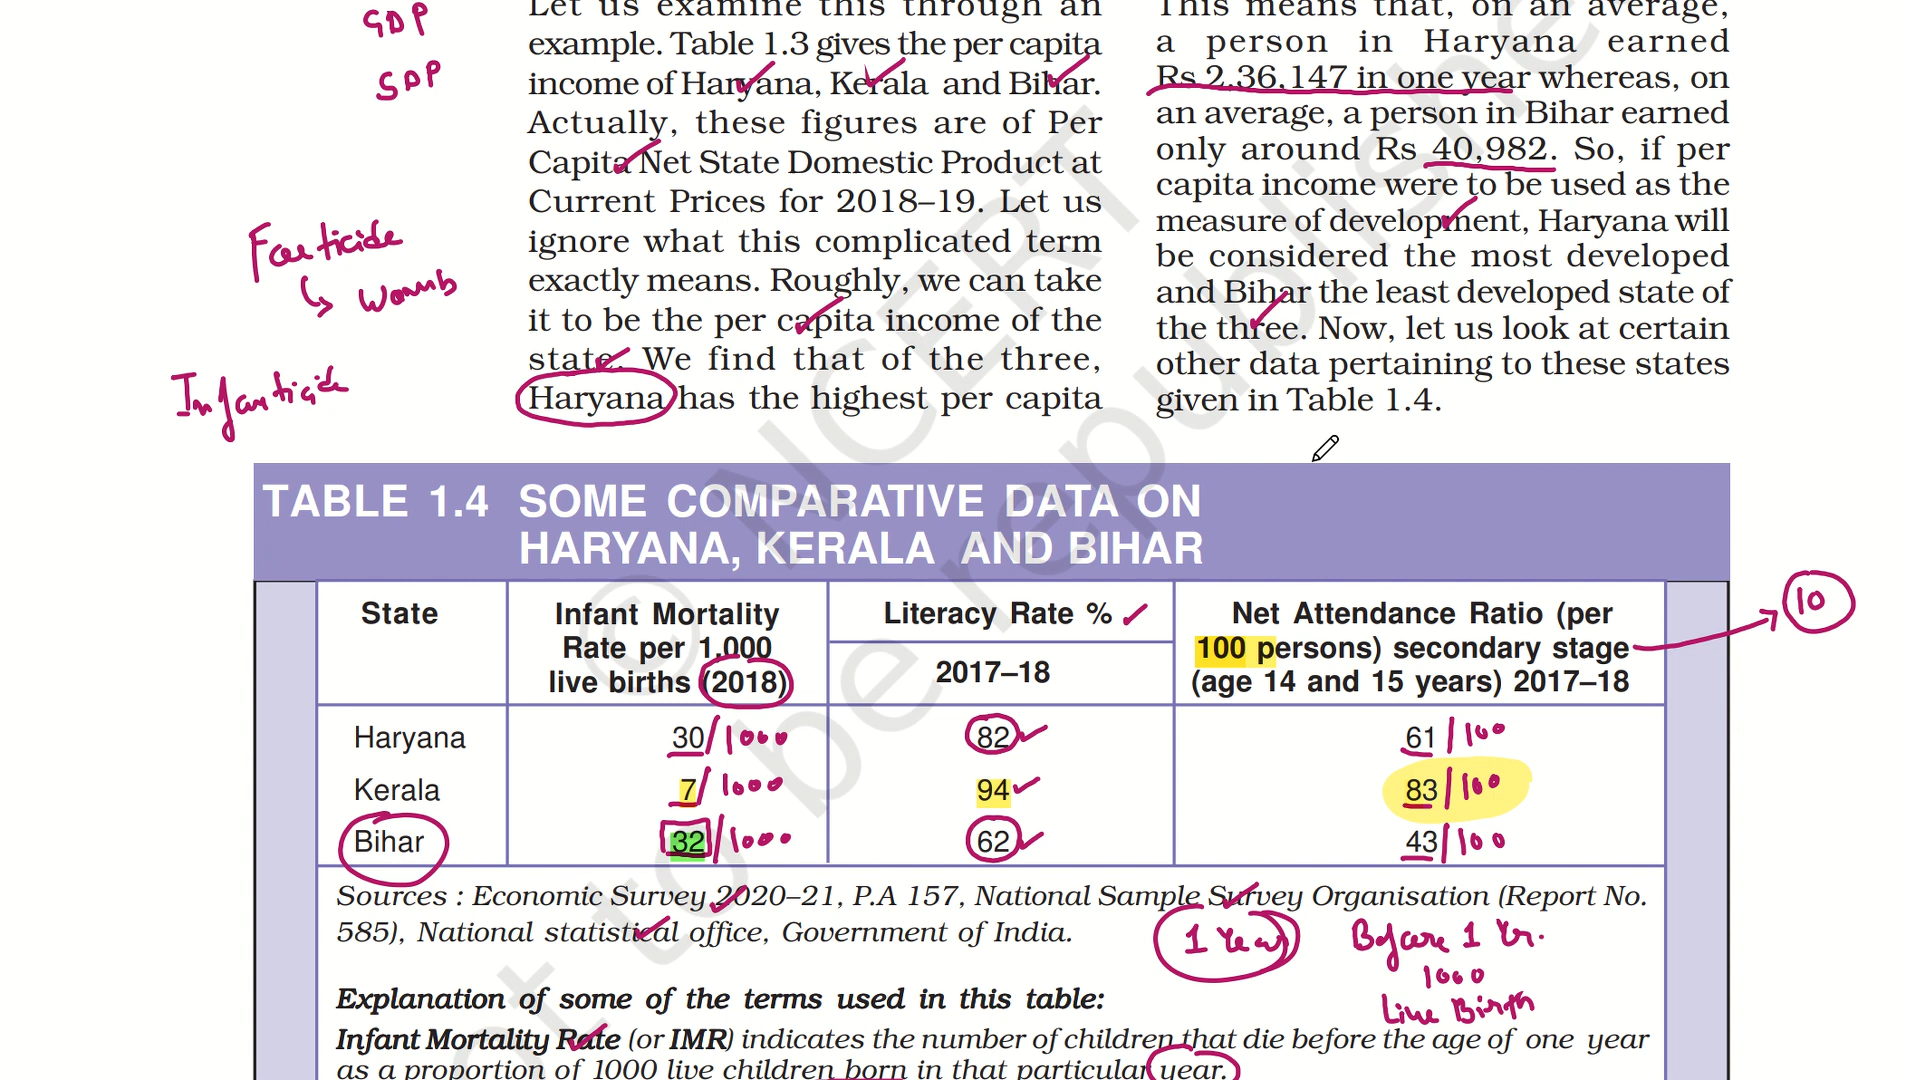 GDP
SDP
Let us examine this through an
example. Table 1.3 gives the per capita
income of Haryana, Kerala and Bihar.
Actually, these figures are of Per
Capita Net State Domestic Product at
Current Prices for 2018–19. Let us
ignore what this complicated term
exactly means. Roughly, we can take
it to be the per capita income of the
state. We find that of the three,
Haryana has the highest per capita
This means that, on an average,
a person in Haryana earned
Rs 2,36,147 in one year whereas, on
an average, a person in Bihar earned
only around Rs 40,982. So, if per
capita income were to be used as the
measure of development, Haryana will
be considered the most developed
and Bihar the least developed state of
the three. Now, let us look at certain
other data pertaining to these states
given in Table 1.4.
Foeticide
Womb
Infanticide
TABLE 1.4 SOME COMPARATIVE DATA ON
HARYANA, KERALA AND BIHAR
State
Infant Mortality
Rate per 1,000
live births (2018)
Literacy Rate %
2017–18
Net Attendance Ratio (per
100 persons) secondary stage
(age 14 and 15 years) 2017–18
10
Haryana 30/1000 82 61/100
Kerala 7/1000 94 83/100
Bihar 32/1000 62 43/100
Sources : Economic Survey 2020–21, P.A 157, National Sample Survey Organisation (Report No.
585), National statistical office, Government of India.
1 Year
Before 1 Yr.
1000
Live Birth
Explanation of some of the terms used in this table:
Infant Mortality Rate (or IMR) indicates the number of children that die before the age of one year
as a proportion of 1000 live children born in that particular year.
© NCERT
not to be republishe